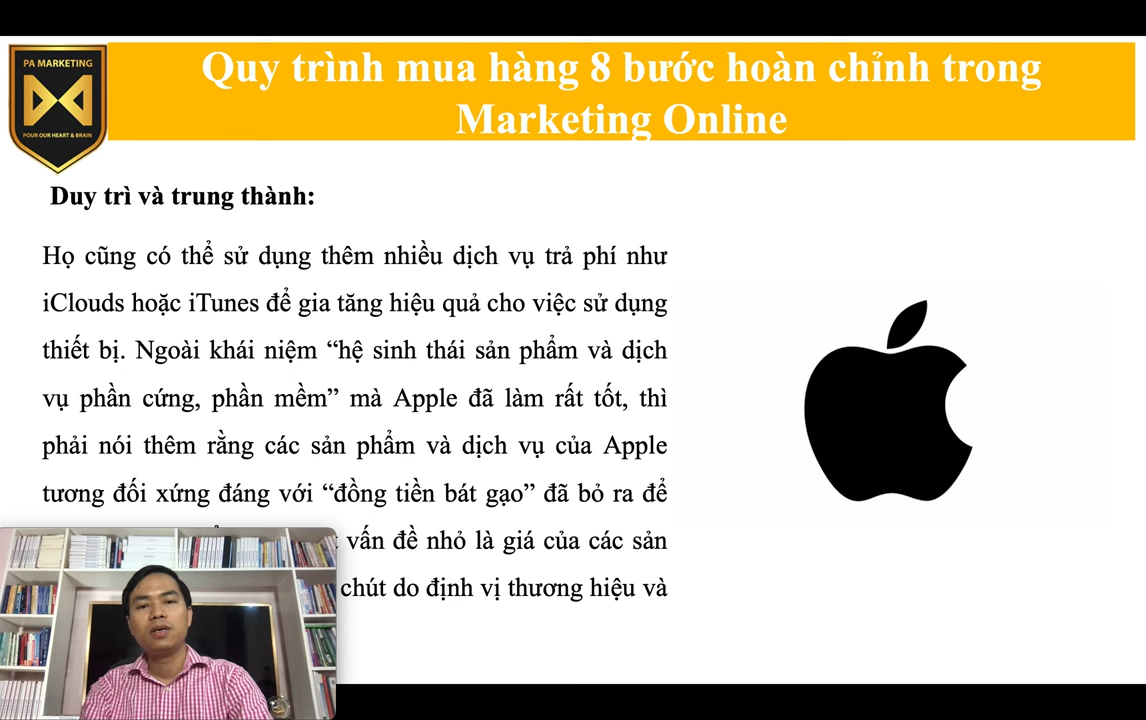 PA MARKETING
POUR OUR HEART & BRAIN
Quy trình mua hàng 8 bước hoàn chỉnh trong
Marketing Online
Duy trì và trung thành:
Họ cũng có thể sử dụng thêm nhiều dịch vụ trả phí như
iClouds hoặc iTunes để gia tăng hiệu quả cho việc sử dụng
thiết bị. Ngoài khái niệm “hệ sinh thái sản phẩm và dịch
vụ phần cứng, phần mềm” mà Apple đã làm rất tốt, thì
phải nói thêm rằng các sản phẩm và dịch vụ của Apple
tương đối xứng đáng với “đồng tiền bát gạo” đã bỏ ra để
vấn đề nhỏ là giá của các sản
chút do định vị thương hiệu và